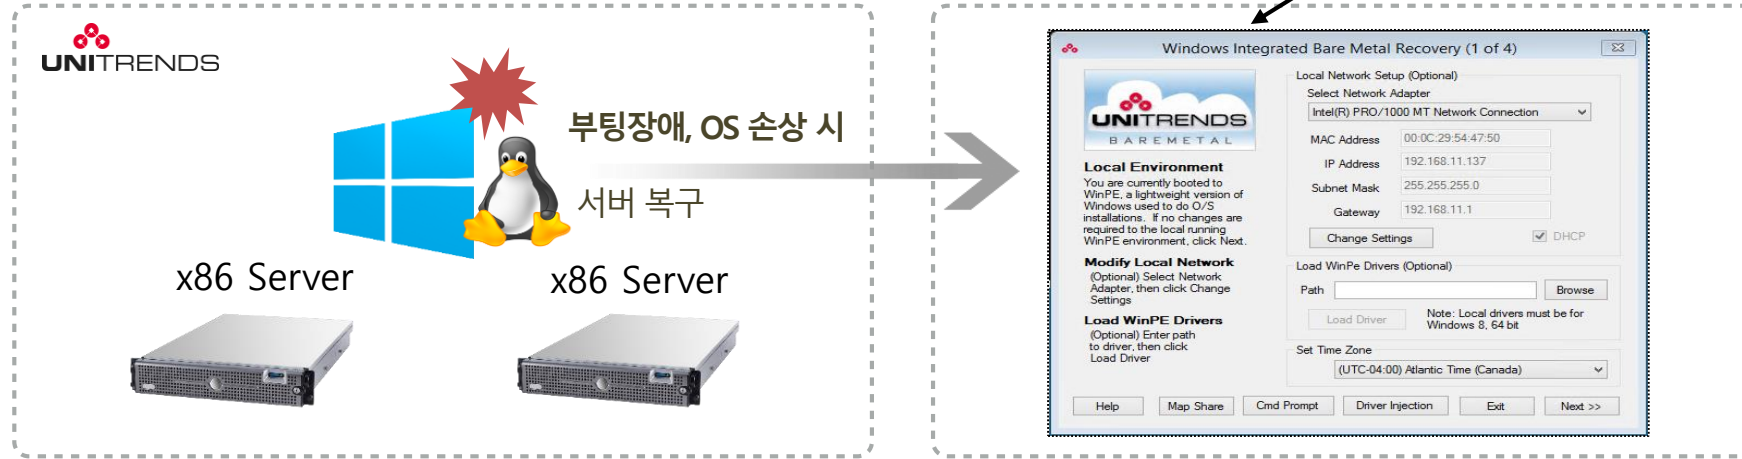 UNITRENDS
부팅장애, OS 손상 시
서버 복구
x86 Server
x86 Server
Windows Integrated Bare Metal Recovery (1 of 4)
UNITRENDS
BAREMETAL
Local Environment
You are currently booted to
WinPE, a lightweight version of
Windows used to do O/S
installations. If no changes are
required to the local running
WinPE environment, click Next.
Modify Local Network
(Optional) Select Network
Adapter, then click Change
Settings
Load WinPE Drivers
(Optional) Enter path
to driver, then click
Load Driver
Local Network Setup (Optional)
Select Network Adapter
Intel(R) PRO/1000 MT Network Connection
MAC Address 00:0C:29:54:47:50
IP Address 192.168.11.137
Subnet Mask 255.255.255.0
Gateway 192.168.11.1
Change Settings DHCP
Load WinPe Drivers (Optional)
Path Browse
Load Driver Note: Local drivers must be for
Windows 8, 64 bit
Set Time Zone
(UTC-04:00) Atlantic Time (Canada)
Help Map Share Cmd Prompt Driver Injection Exit Next >>